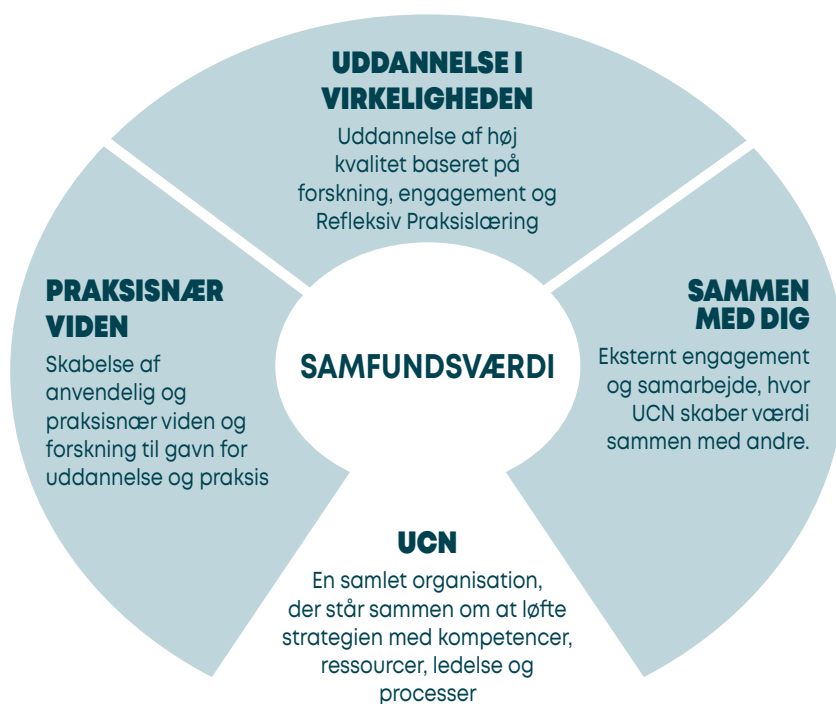 UDDANNELSE I
VIRKELIGHEDEN
Uddannelse af høj
kvalitet baseret på
forskning, engagement og
Refleksiv Praksislæring
PRAKSISNÆR
VIDEN
Skabelse af
anvendelig og
praksisnær viden og
forskning til gavn for
uddannelse og praksis
SAMFUNDSVÆRDI
SAMMEN
MED DIG
Eksternt engagement
og samarbejde, hvor
UCN skaber værdi
sammen med andre.
UCN
En samlet organisation,
der står sammen om at løfte
strategien med kompetencer,
ressourcer, ledelse og
processer